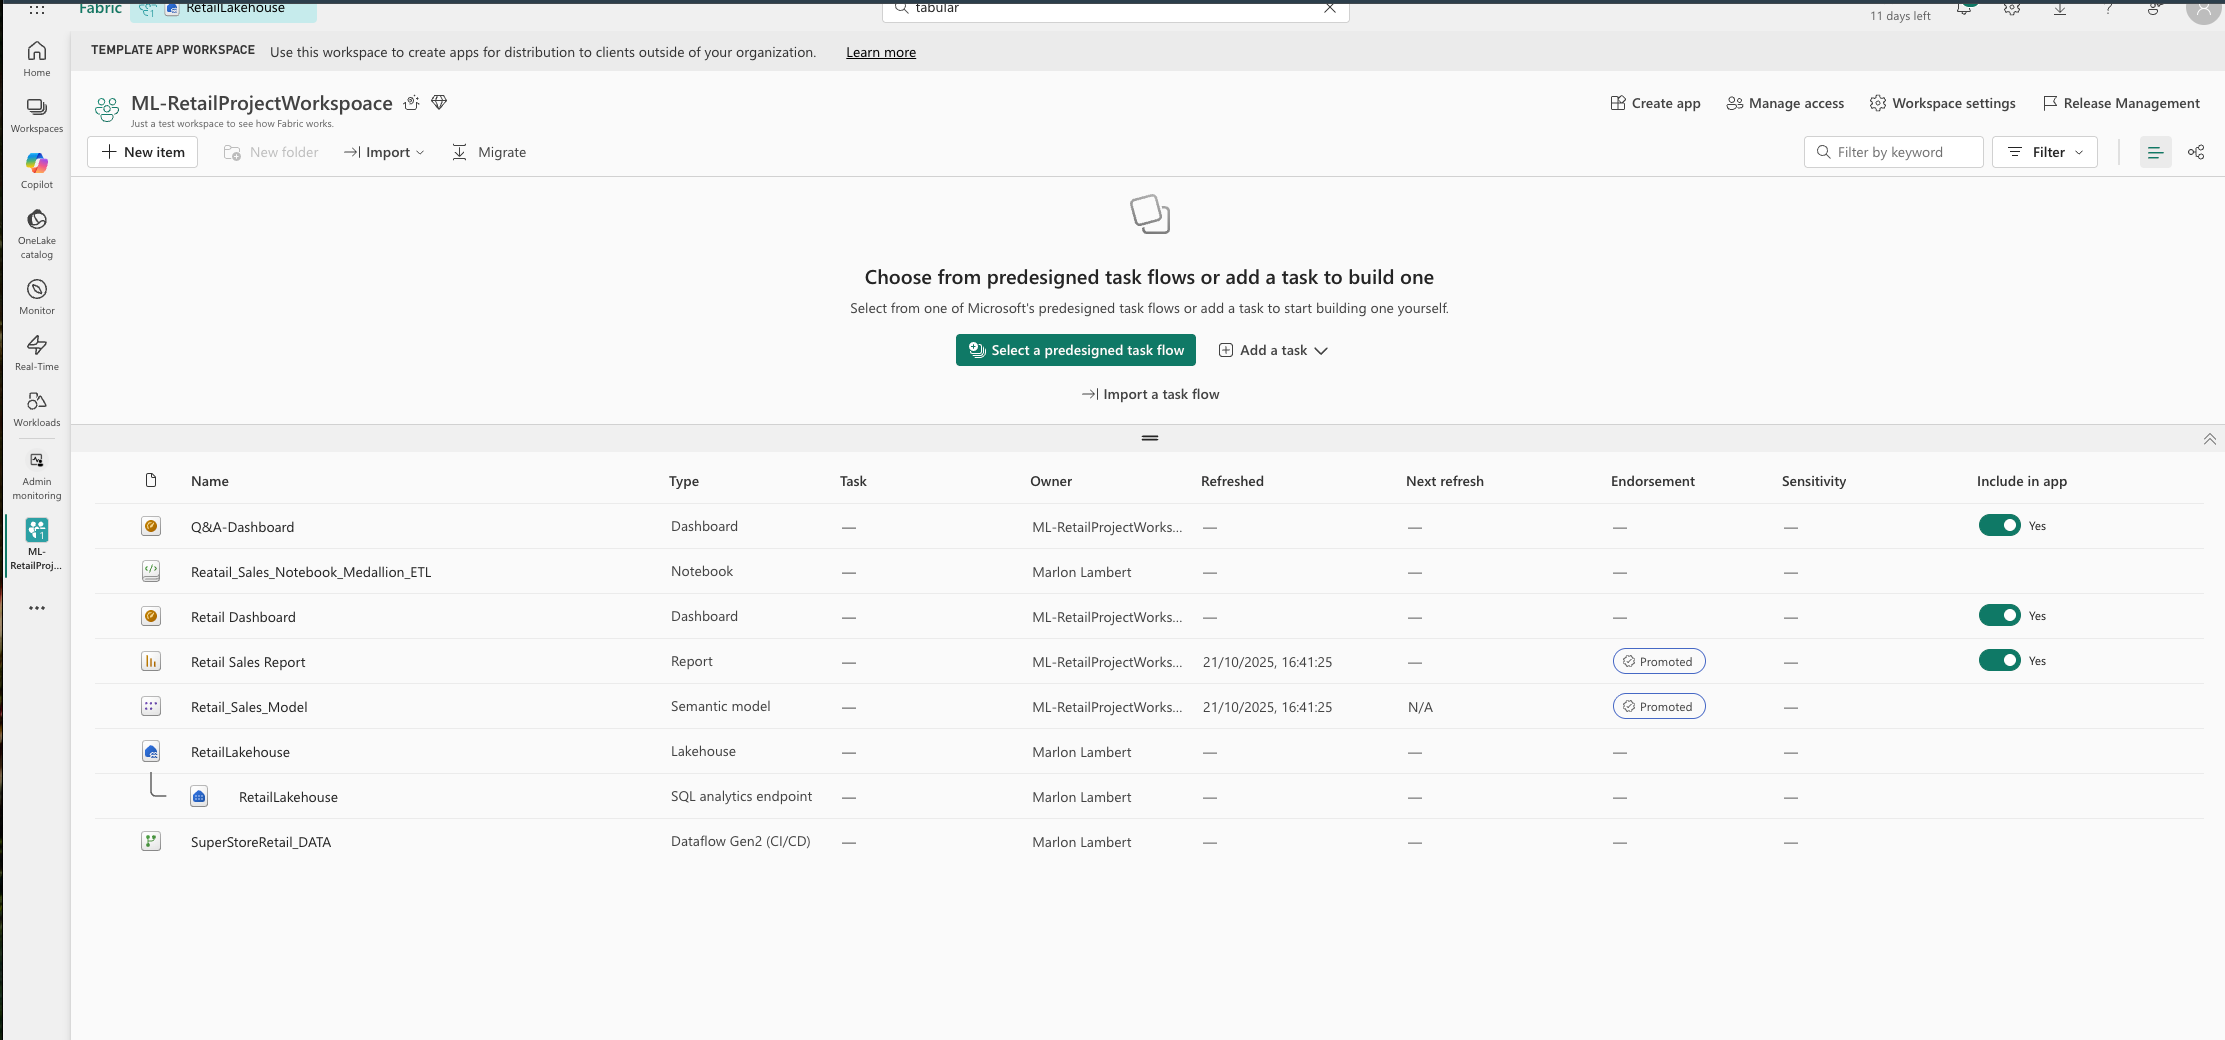 Fabric
RetailLakehouse
tabular
11 days left
TEMPLATE APP WORKSPACE Use this workspace to create apps for distribution to clients outside of your organization. Learn more
Home
Workspaces
Copilot
OneLake
catalog
Monitor
Real-Time
Workloads
Admin
monitoring
ML-
RetailProj...
ML-RetailProjectWorkspoace
Just a test workspace to see how Fabric works.
Create app Manage access Workspace settings Release Management
New item New folder Import Migrate
Filter by keyword Filter
Choose from predesigned task flows or add a task to build one
Select from one of Microsoft's predesigned task flows or add a task to start building one yourself.
Select a predesigned task flow Add a task
Import a task flow
Name Type Task Owner Refreshed Next refresh Endorsement Sensitivity Include in app
Q&A-Dashboard Dashboard — ML-RetailProjectWorks... — — — — Yes
Reatail_Sales_Notebook_Medallion_ETL Notebook — Marlon Lambert — — — —
Retail Dashboard Dashboard — ML-RetailProjectWorks... — — — — Yes
Retail Sales Report Report — ML-RetailProjectWorks... 21/10/2025, 16:41:25 — Promoted — Yes
Retail_Sales_Model Semantic model — ML-RetailProjectWorks... 21/10/2025, 16:41:25 N/A Promoted —
RetailLakehouse Lakehouse — Marlon Lambert — — — —
RetailLakehouse SQL analytics endpoint — Marlon Lambert — — — —
SuperStoreRetail_DATA Dataflow Gen2 (CI/CD) — Marlon Lambert — — — —